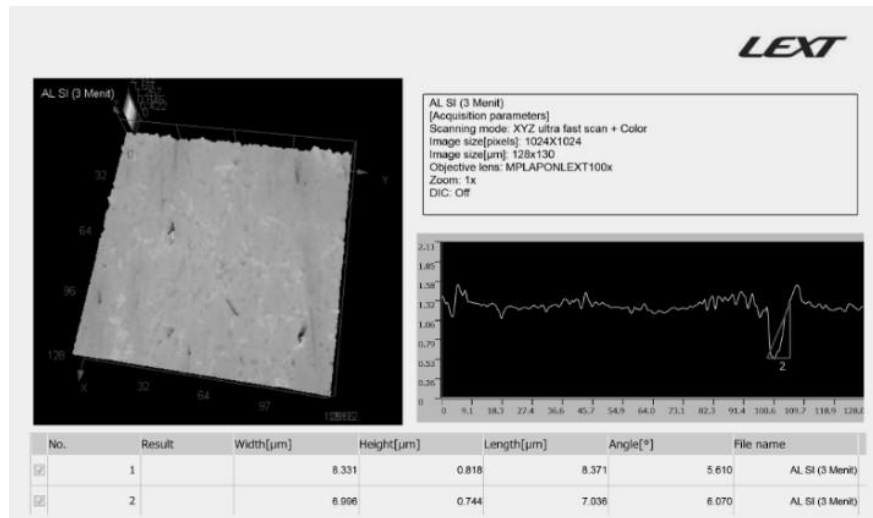 LEXT
AL SI (3 Menit)
0
32
64
96
128
X
32
64
97
Y
AL SI (3 Menit)
[Acquisition parameters]
Scanning mode: XYZ ultra fast scan + Color
Image size[pixels]: 1024X1024
Image size[µm]: 128x130
Objective lens: MPLAPONLEXT100x
Zoom: 1x
DIC: Off
2.11
1.85
1.58
1.32
1.06
0.79
0.53
0.26
0
2
0 9.1 18.3 27.4 36.6 45.7 54.9 64.0 73.1 82.3 91.4 100.6 109.7 118.9 128.0
No. Result Width[µm] Height[µm] Length[µm] Angle[°] File name
1 8.331 0.818 8.371 5.610 AL SI (3 Menit)
2 6.996 0.744 7.036 6.070 AL SI (3 Menit)